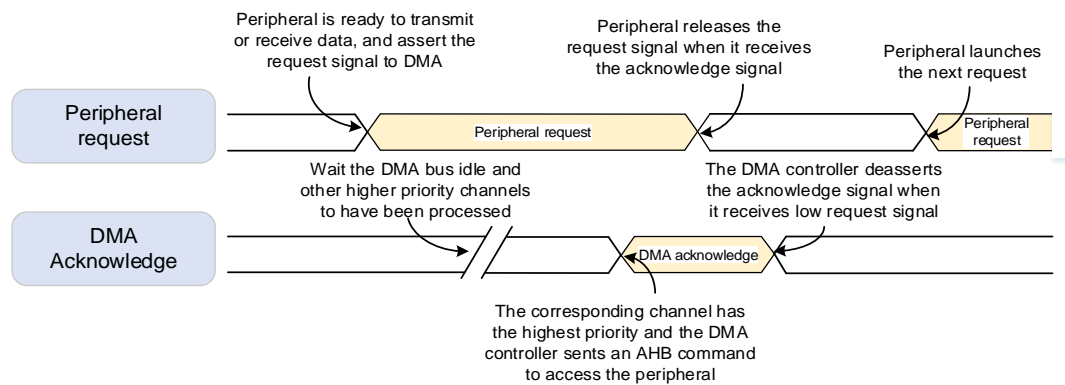 Peripheral is ready to transmit
or receive data, and assert the
request signal to DMA
Peripheral releases the
request signal when it receives
the acknowledge signal
Peripheral launches
the next request
Peripheral
request
Peripheral request
Peripheral
request
Wait the DMA bus idle and
other higher priority channels
to have been processed
The DMA controller deasserts
the acknowledge signal when
it receives low request signal
DMA
Acknowledge
DMA acknowledge
The corresponding channel has
the highest priority and the DMA
controller sents an AHB command
to access the peripheral